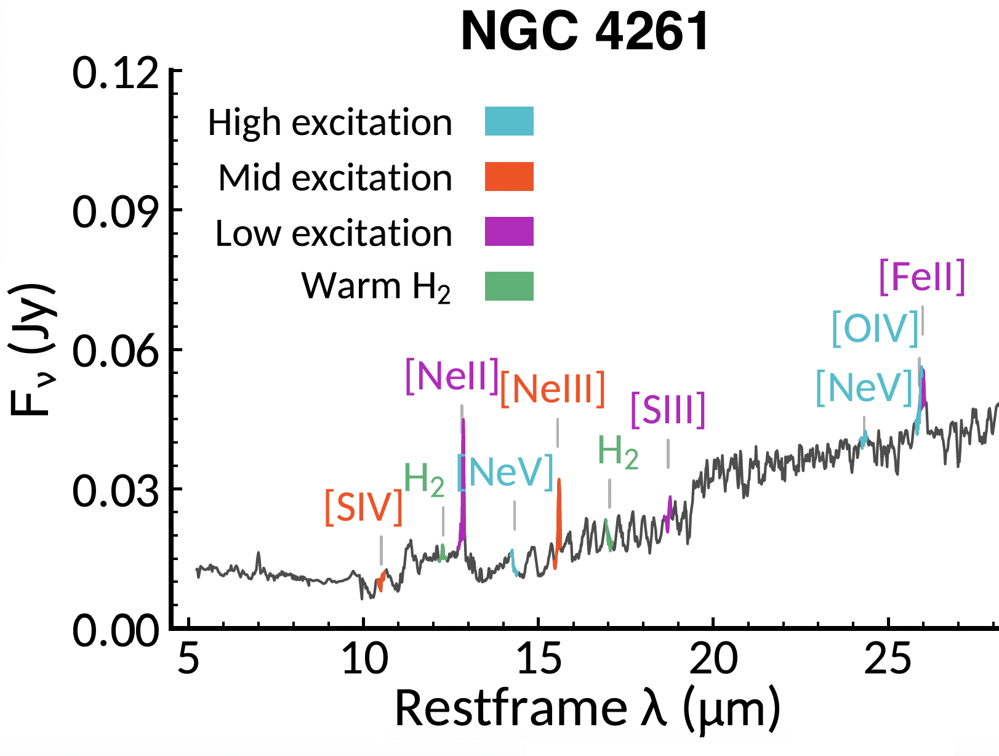 NGC 4261
0.12
High excitation
Mid excitation
0.09
Low excitation
Warm H₂
[FeII]
[OIV]
0.06
[NeII]
[NeIII]
[NeV]
[SIII]
H₂
[NeV]
H₂
0.03
[SIV]
0.00
5 10 15 20 25
Restframe λ (μm)
Fν (Jy)